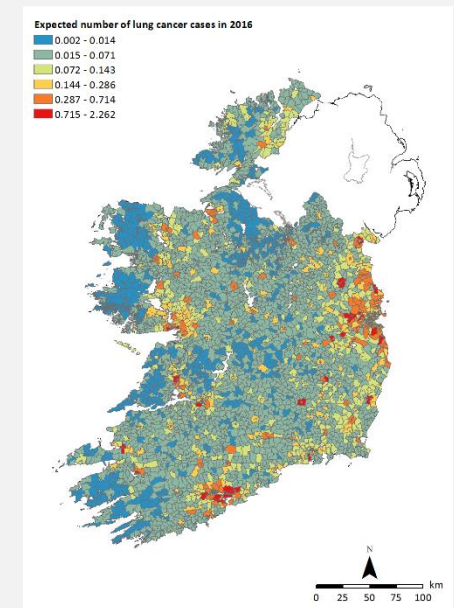 Expected number of lung cancer cases in 2016
0.002 - 0.014
0.015 - 0.071
0.072 - 0.143
0.144 - 0.286
0.287 - 0.714
0.715 - 2.262
N
km
0 25 50 75 100